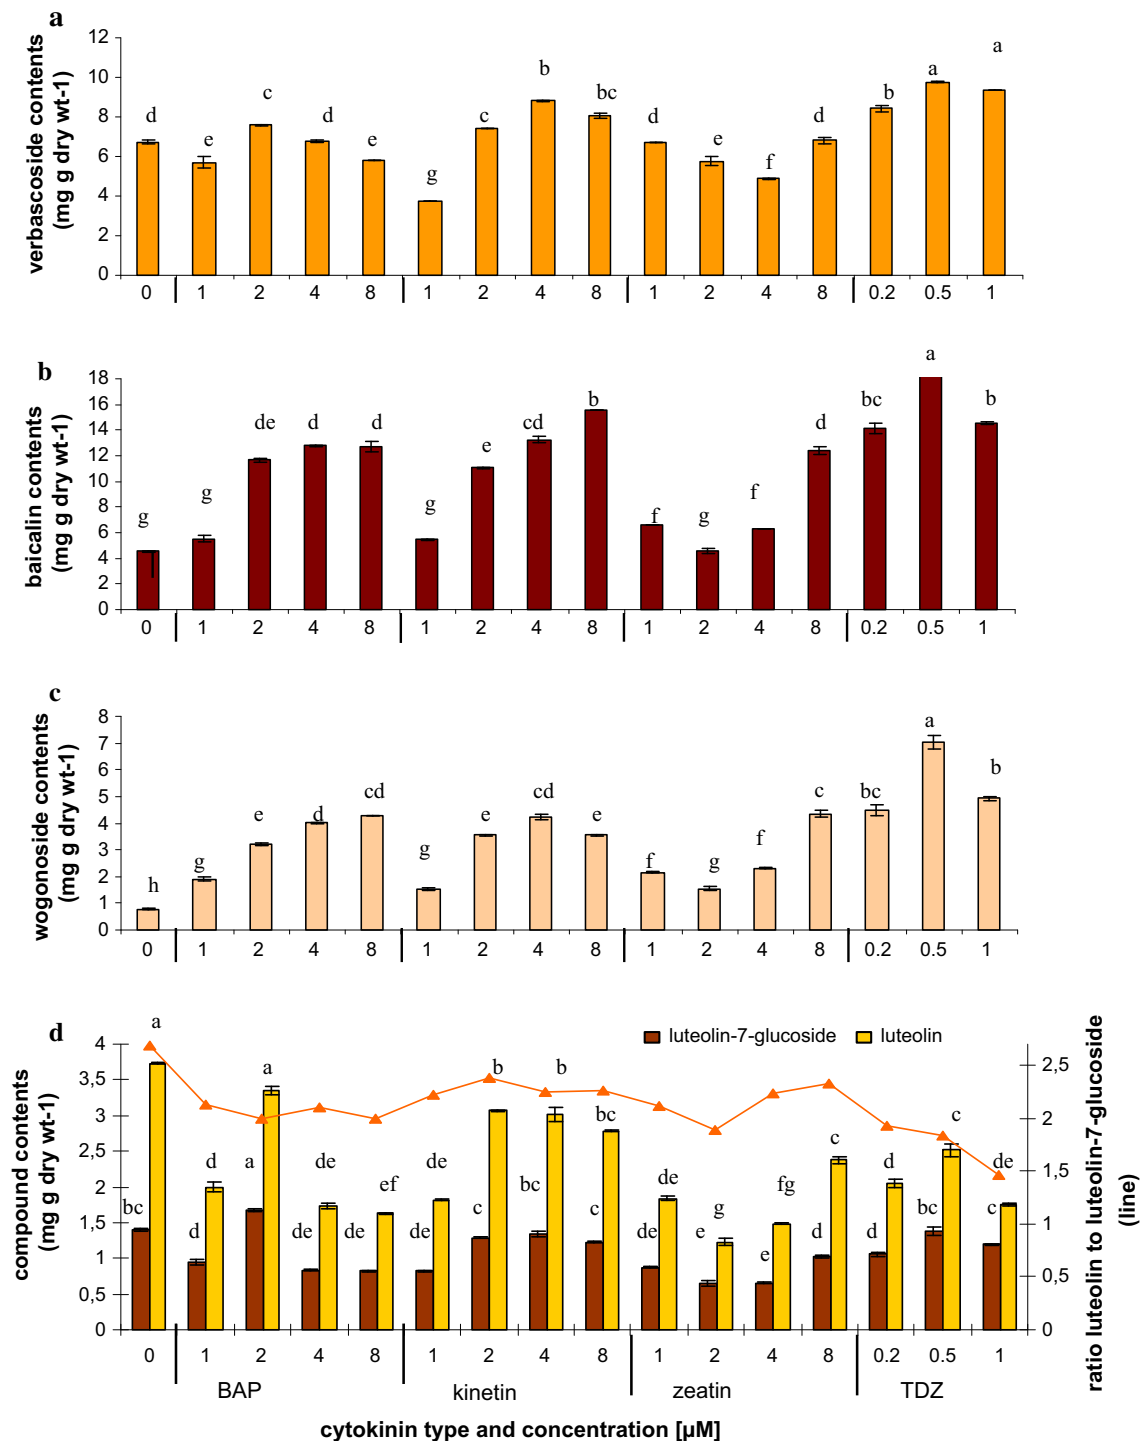 a
verbascoside contents
(mg g dry wt-1)
12
10
8
6
4
2
0
d e c d e g c b bc d e f d b a a
0 1 2 4 8 1 2 4 8 1 2 4 8 0.2 0.5 1
b
baicalin contents
(mg g dry wt-1)
18
16
14
12
10
8
6
4
2
0
g g de d d g e cd b f g f d bc a b
0 1 2 4 8 1 2 4 8 1 2 4 8 0.2 0.5 1
c
wogonoside contents
(mg g dry wt-1)
8
7
6
5
4
3
2
1
0
h g e d cd g e cd e f g f c bc a b
0 1 2 4 8 1 2 4 8 1 2 4 8 0.2 0.5 1
d
compound contents
(mg g dry wt-1)
4
3,5
3
2,5
2
1,5
1
0,5
0
luteolin-7-glucoside luteolin
a d a de ef de b b bc de g fg c d c de
bc d a de de de c bc c de e e d d bc c
2,5
2
1,5
1
0,5
0
ratio luteolin to luteolin-7-glucoside
(line)
0 1 2 4 8 1 2 4 8 1 2 4 8 0.2 0.5 1
BAP kinetin zeatin TDZ
cytokinin type and concentration [µM]